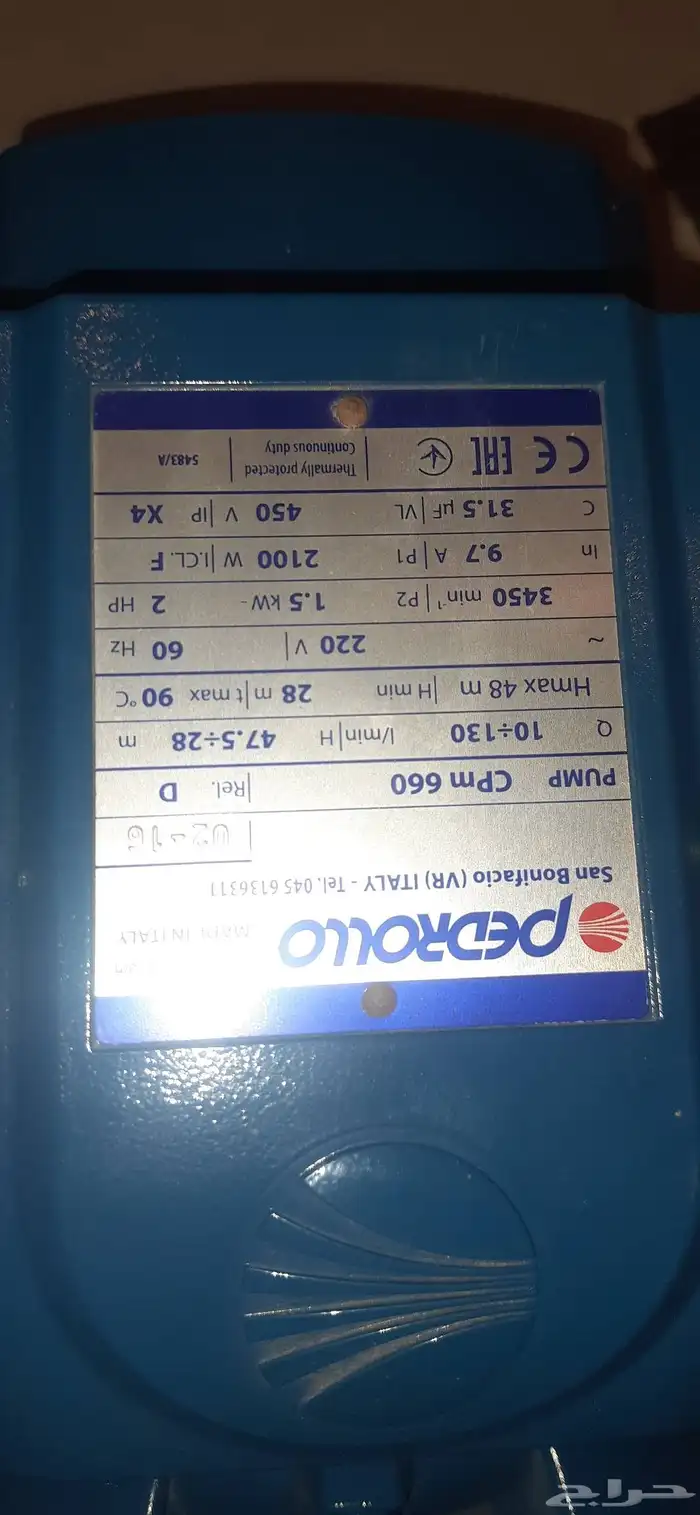 PEDROLLO MADE IN ITALY
San Bonifacio (VR) ITALY - Tel. 045 6136311
02-16
PUMP CPm 660 Rel. D
Q 10÷130 l/min H 47.5÷28 m
Hmax 48 m H min 28 m t max 90 °C
~ 220 V 60 Hz
3450 min⁻¹ P2 1.5 kW - 2 HP
In 9.7 A P1 2100 W I.CL. F
C 31.5 µF VL 450 V IP X4
CE EAC Thermally protected
Continuous duty 5483/A
حراج